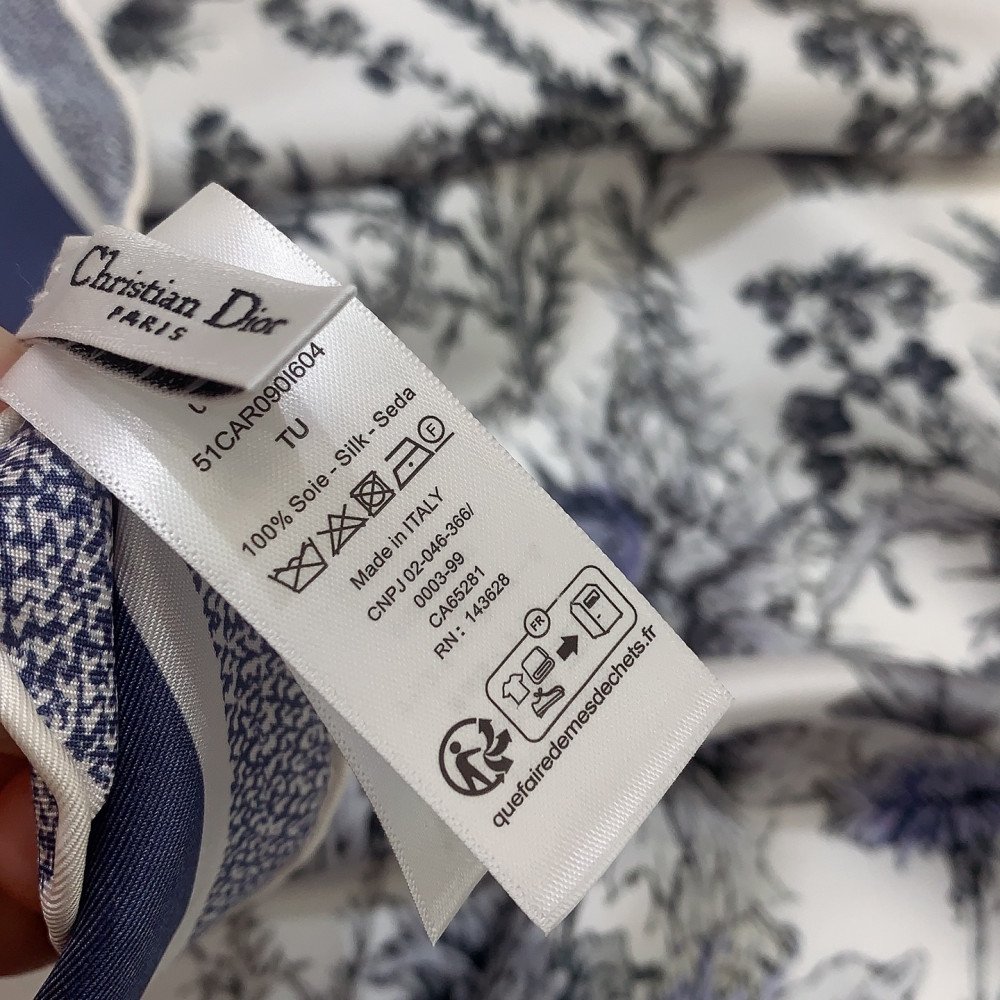 Christian Dior
PARIS
51CAR090I604
TU
100% Soie - Silk - Seda
F
Made in ITALY
CNPJ 02-046-366/
0003-99
CA65281
RN: 143628
FR
quefairedemesdechets.fr